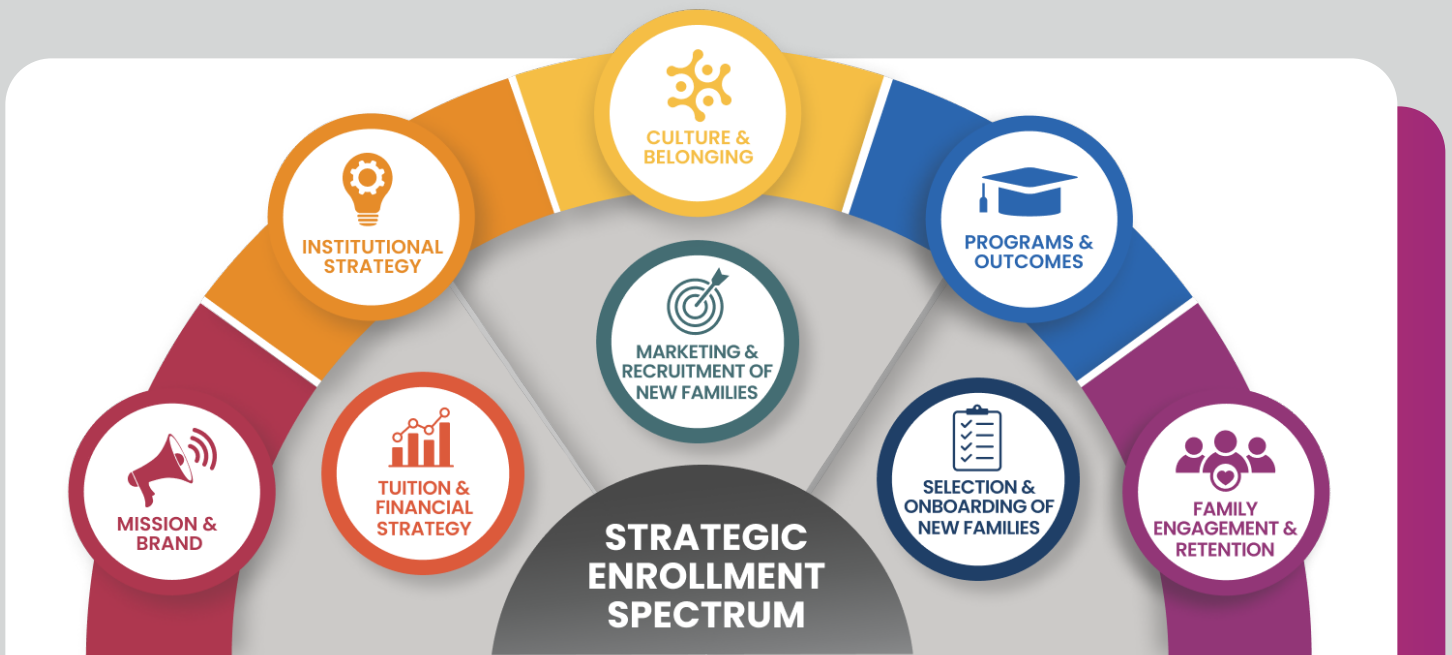 CULTURE &
BELONGING
INSTITUTIONAL
STRATEGY
PROGRAMS &
OUTCOMES
MISSION &
BRAND
TUITION &
FINANCIAL
STRATEGY
MARKETING &
RECRUITMENT OF
NEW FAMILIES
SELECTION &
ONBOARDING OF
NEW FAMILIES
FAMILY
ENGAGEMENT &
RETENTION
STRATEGIC
ENROLLMENT
SPECTRUM